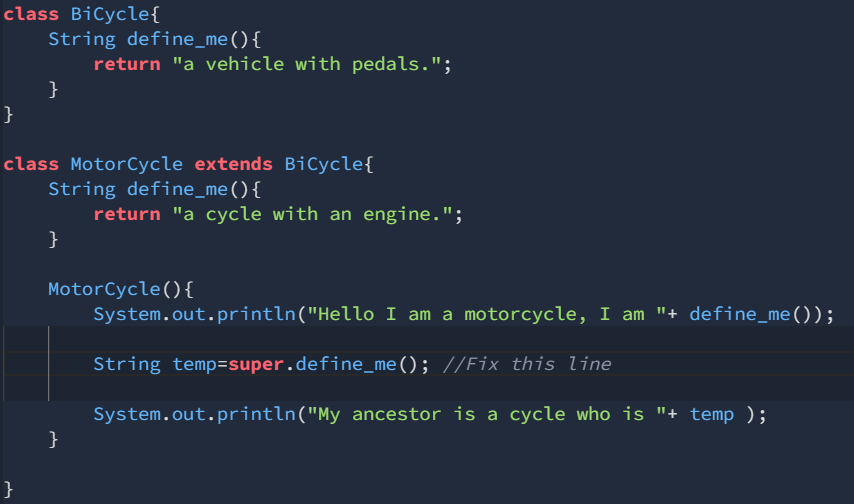 class BiCycle{
    String define_me(){
        return "a vehicle with pedals.";
    }
}

class MotorCycle extends BiCycle{
    String define_me(){
        return "a cycle with an engine.";
    }

    MotorCycle(){
        System.out.println("Hello I am a motorcycle, I am "+ define_me());

        String temp=super.define_me(); //Fix this line

        System.out.println("My ancestor is a cycle who is "+ temp );
    }

}